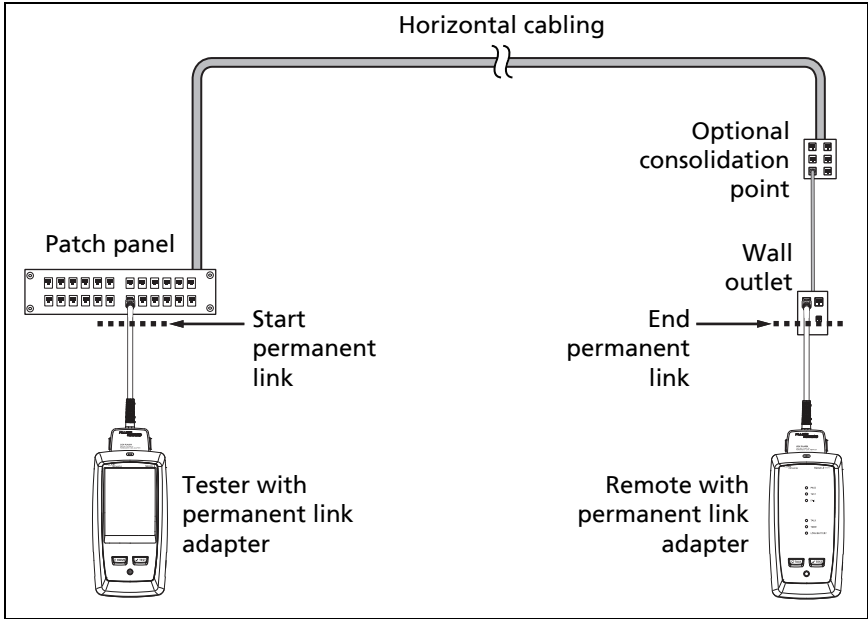 Horizontal cabling
Optional
consolidation
point
Patch panel
Wall
outlet
Start
permanent
link
End
permanent
link
Tester with
permanent link
adapter
Remote with
permanent link
adapter